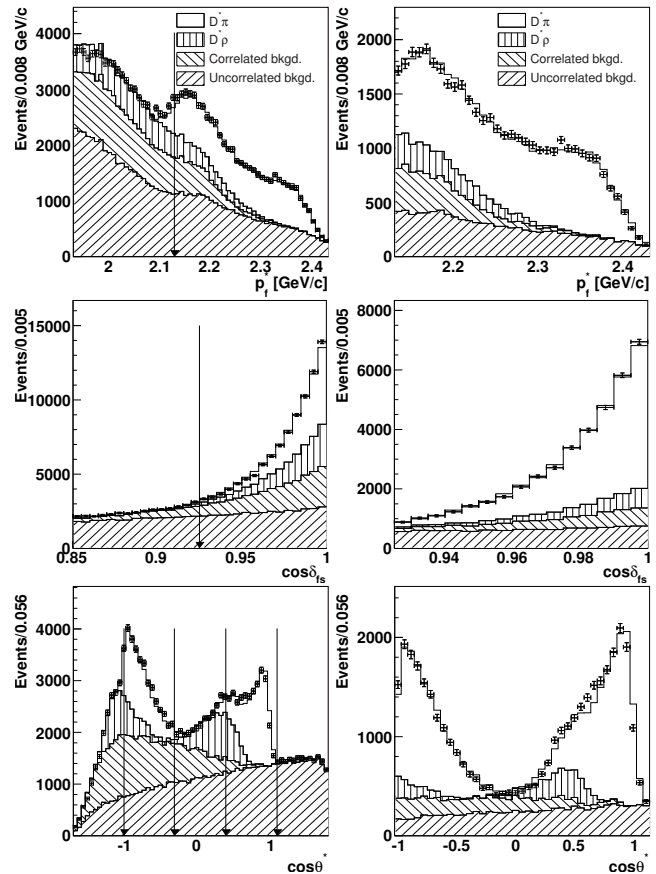 Events/0.008 GeV/c
4000
3000
2000
1000
0
2
2.1
2.2
2.3
2.4
p*f [GeV/c]
D*π
D*ρ
Correlated bkgd.
Uncorrelated bkgd.
Events/0.008 GeV/c
2000
1500
1000
500
0
2.2
2.3
2.4
p*f [GeV/c]
D*π
D*ρ
Correlated bkgd.
Uncorrelated bkgd.
Events/0.005
15000
10000
5000
0
0.85
0.9
0.95
1
cosδfs
Events/0.005
8000
6000
4000
2000
0
0.94
0.96
0.98
1
cosδfs
Events/0.056
4000
3000
2000
1000
0
-1
0
1
cosθ*
Events/0.056
2000
1000
0
-1
-0.5
0
0.5
1
cosθ*